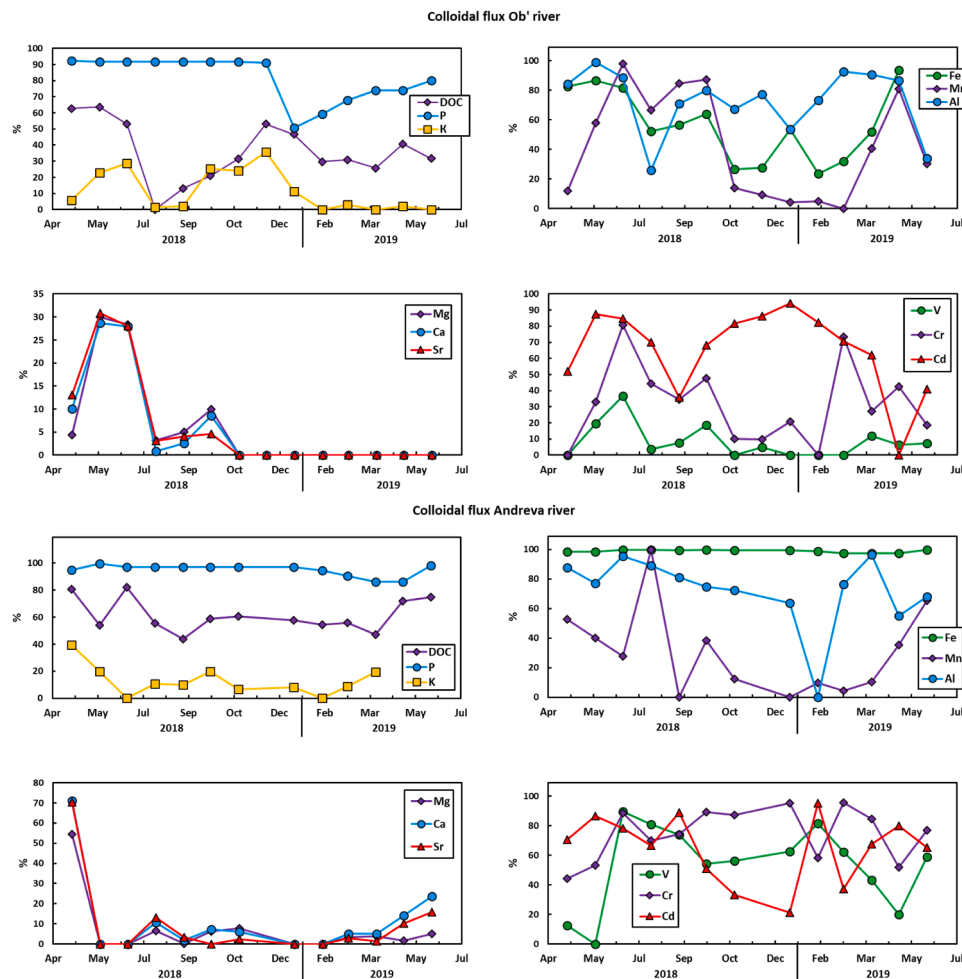 Colloidal flux Ob' river
100
90
80
70
60
50
40
30
20
10
0
%
DOC
P
K
Apr May Jul Sep Oct Dec Feb Mar May Jul
2018 2019
100
80
60
40
20
0
%
Fe
Mn
Al
Apr May Jul Sep Oct Dec Feb Mar May Jul
2018 2019
35
30
25
20
15
10
5
0
%
Mg
Ca
Sr
Apr May Jul Sep Oct Dec Feb Mar May Jul
2018 2019
100
90
80
70
60
50
40
30
20
10
0
%
V
Cr
Cd
Apr May Jul Sep Oct Dec Feb Mar May Jul
2018 2019
Colloidal flux Andreva river
100
80
60
40
20
0
%
DOC
P
K
Apr May Jul Sep Oct Dec Feb Mar May Jul
2018 2019
100
80
60
40
20
0
%
Fe
Mn
Al
Apr May Jul Sep Oct Dec Feb Mar May Jul
2018 2019
80
70
60
50
40
30
20
10
0
%
Mg
Ca
Sr
Apr May Jul Sep Oct Dec Feb Mar May Jul
2018 2019
100
80
60
40
20
0
%
V
Cr
Cd
Apr May Jul Sep Oct Dec Feb Mar May Jul
2018 2019